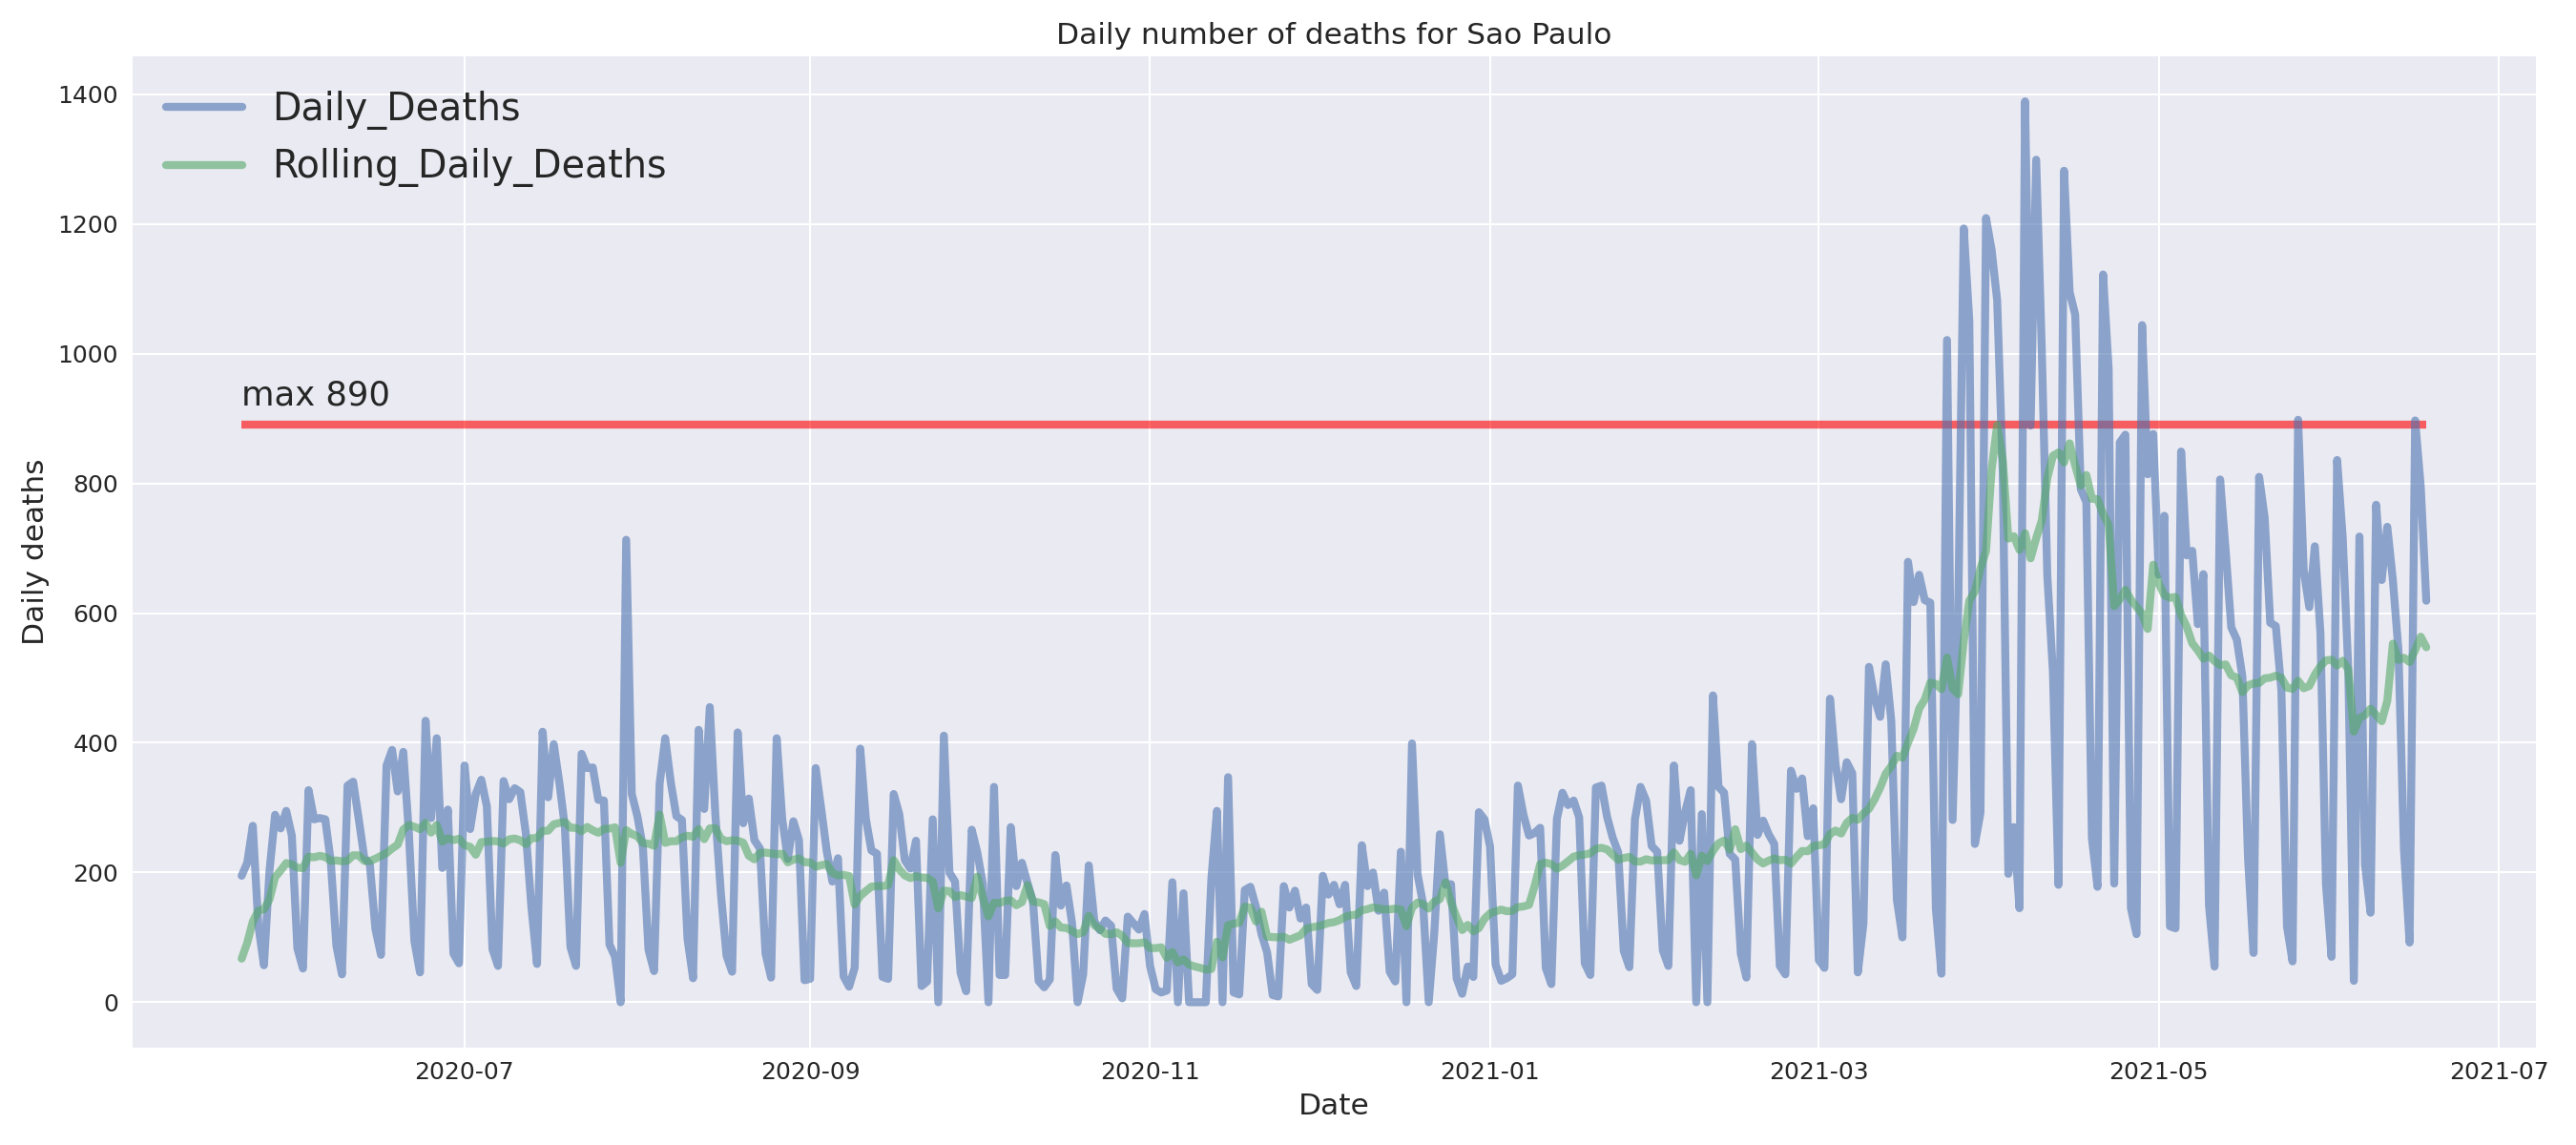 Daily number of deaths for Sao Paulo
1400
1200
1000
800
600
400
200
0
Daily deaths
Daily_Deaths
Rolling_Daily_Deaths
max 890
2020-07
2020-09
2020-11
2021-01
2021-03
2021-05
2021-07
Date